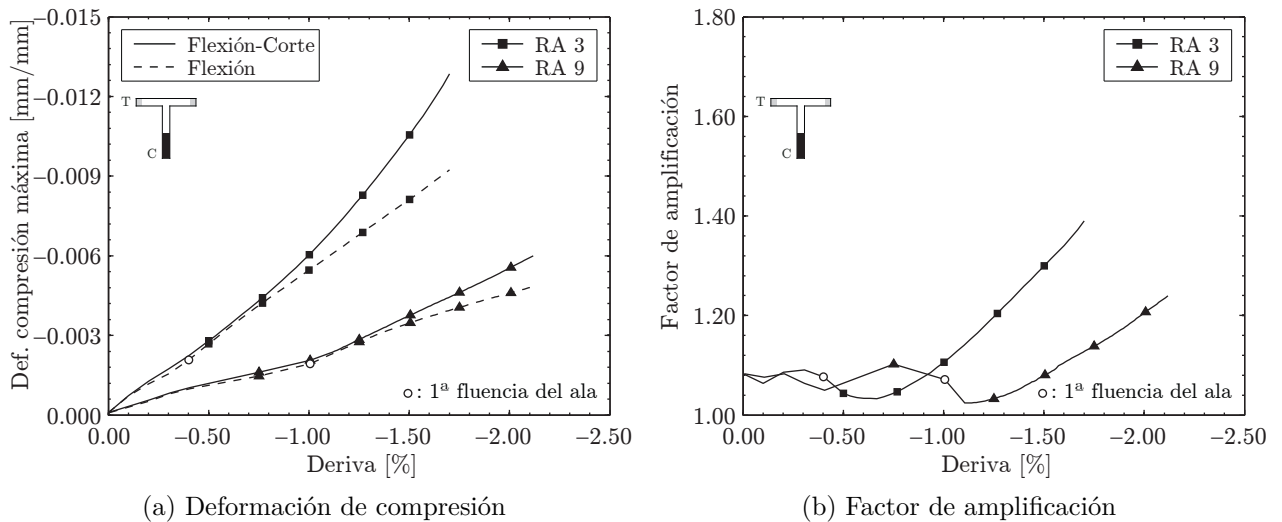 −0.015
−0.012
−0.009
−0.006
−0.003
0.000
Def. compresión máxima [mm/mm]
Flexión-Corte
Flexión
RA 3
RA 9
T
C
: 1ª fluencia del ala
0.00 −0.50 −1.00 −1.50 −2.00 −2.50
Deriva [%]
(a) Deformación de compresión
1.80
1.60
1.40
1.20
1.00
Factor de amplificación
RA 3
RA 9
T
C
: 1ª fluencia del ala
0.00 −0.50 −1.00 −1.50 −2.00 −2.50
Deriva [%]
(b) Factor de amplificación